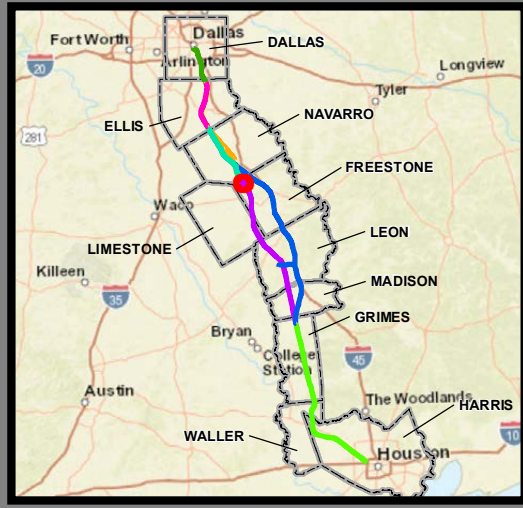 Fort Worth
Dallas
DALLAS
Arlington
Longview
20
Tyler
NAVARRO
ELLIS
281
FREESTONE
Waco
LEON
LIMESTONE
Killeen
MADISON
35
GRIMES
Bryan
College
Station
45
Austin
The Woodlands
HARRIS
WALLER
10
Houston